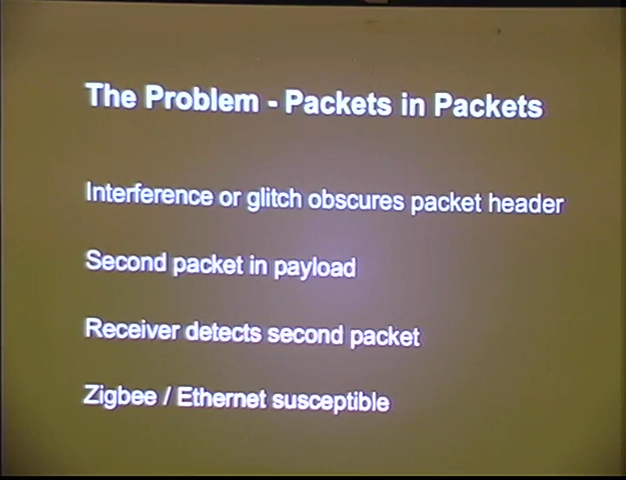 The Problem - Packets in Packets
Interference or glitch obscures packet header
Second packet in payload
Receiver detects second packet
Zigbee / Ethernet susceptible